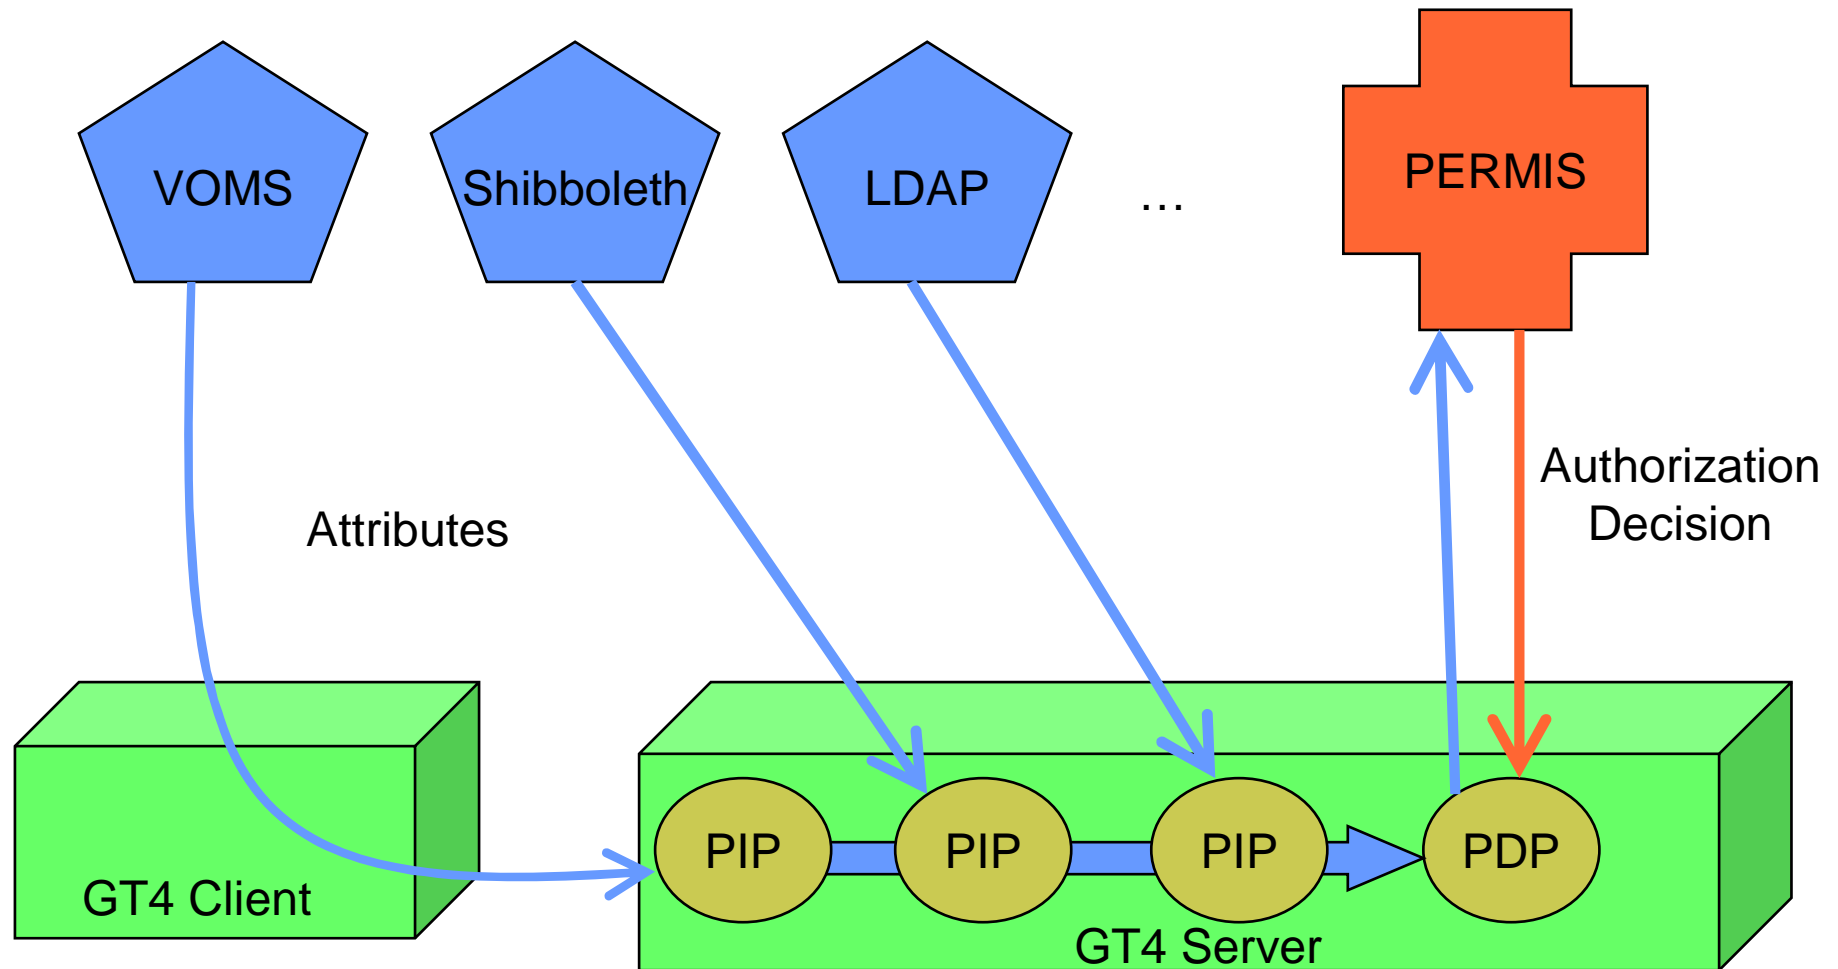 VOMS
Shibboleth
LDAP
...
PERMIS
Attributes
Authorization
Decision
PIP
PIP
PIP
PDP
GT4 Client
GT4 Server